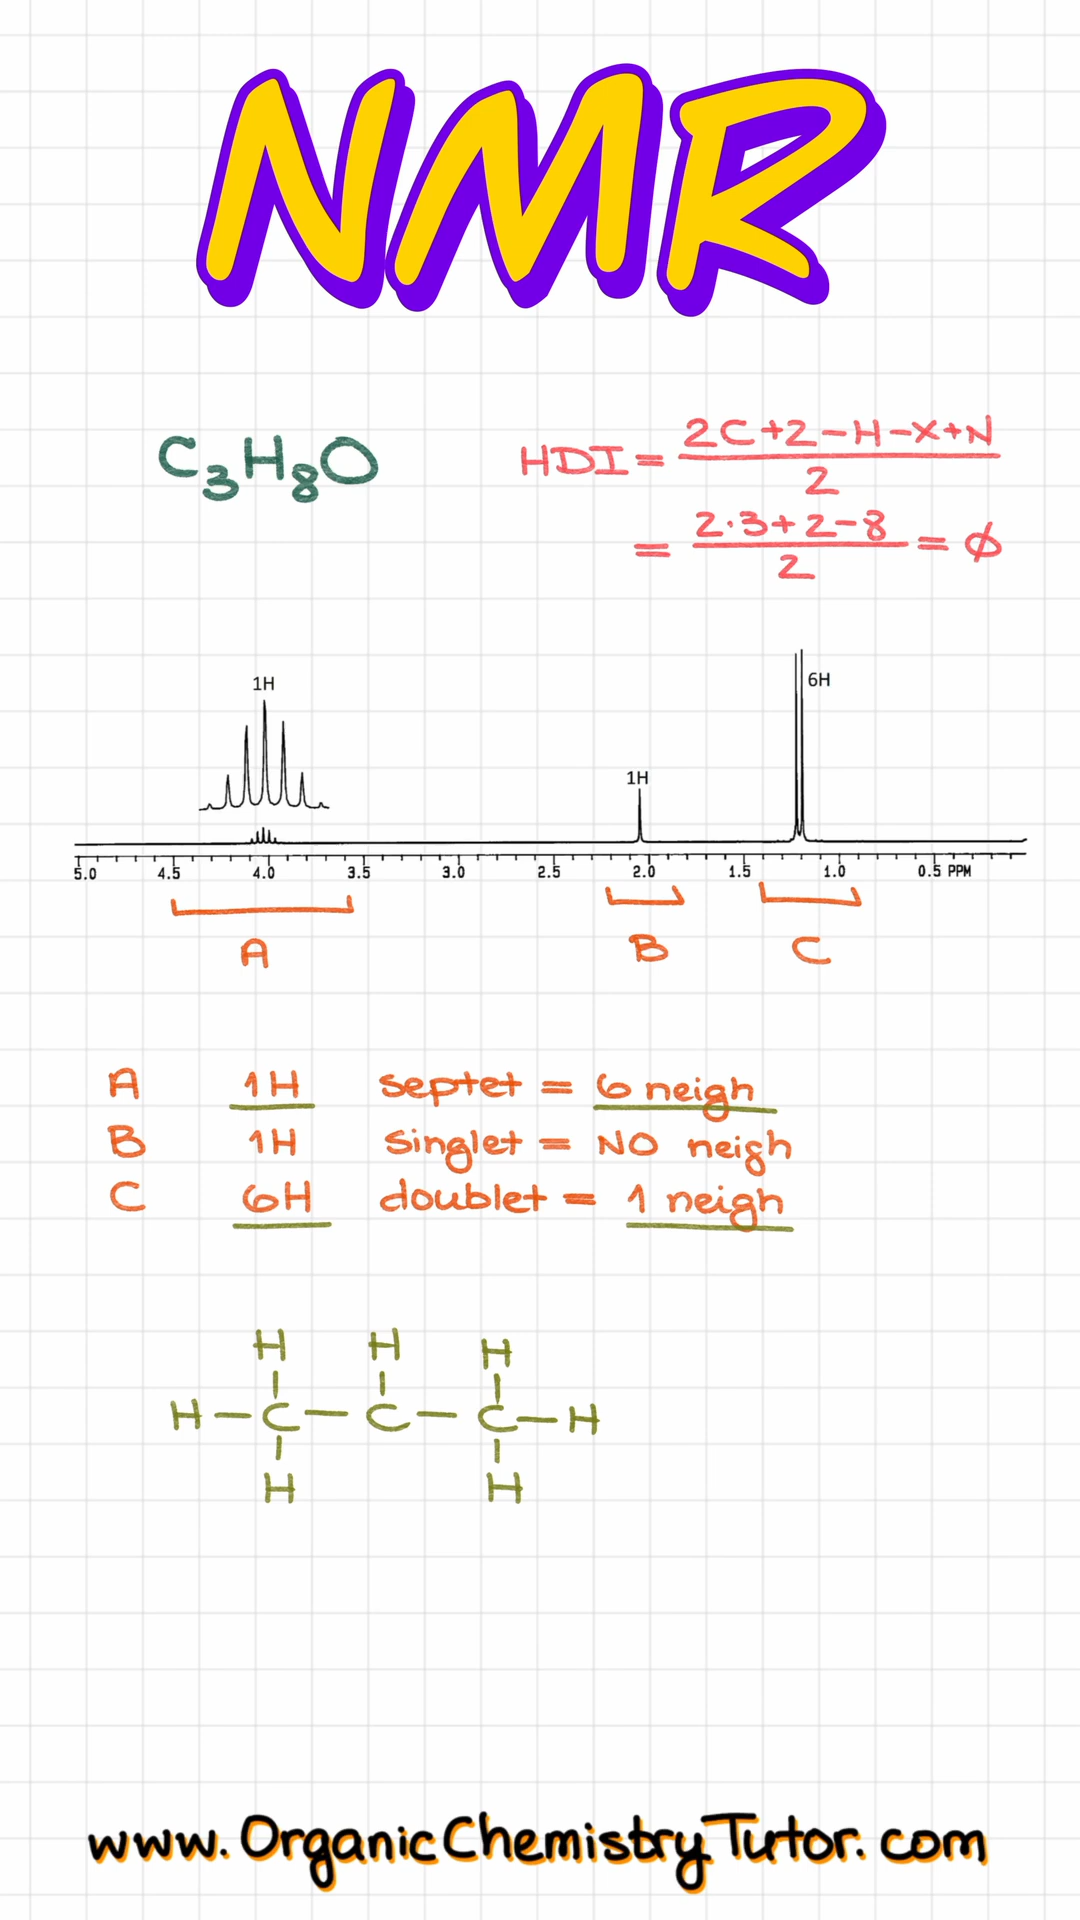 NMR
C₃H₈O
HDI = 2C+2-H-X+N / 2
= 2·3+2-8 / 2 = ∅
1H
6H
1H
5.0 4.5 4.0 3.5 3.0 2.5 2.0 1.5 1.0 0.5 PPM
A B C
A 1H septet = 6 neigh
B 1H singlet = NO neigh
C 6H doublet = 1 neigh
H H H
H-C-C-C-H
H H
www.OrganicChemistryTutor.com